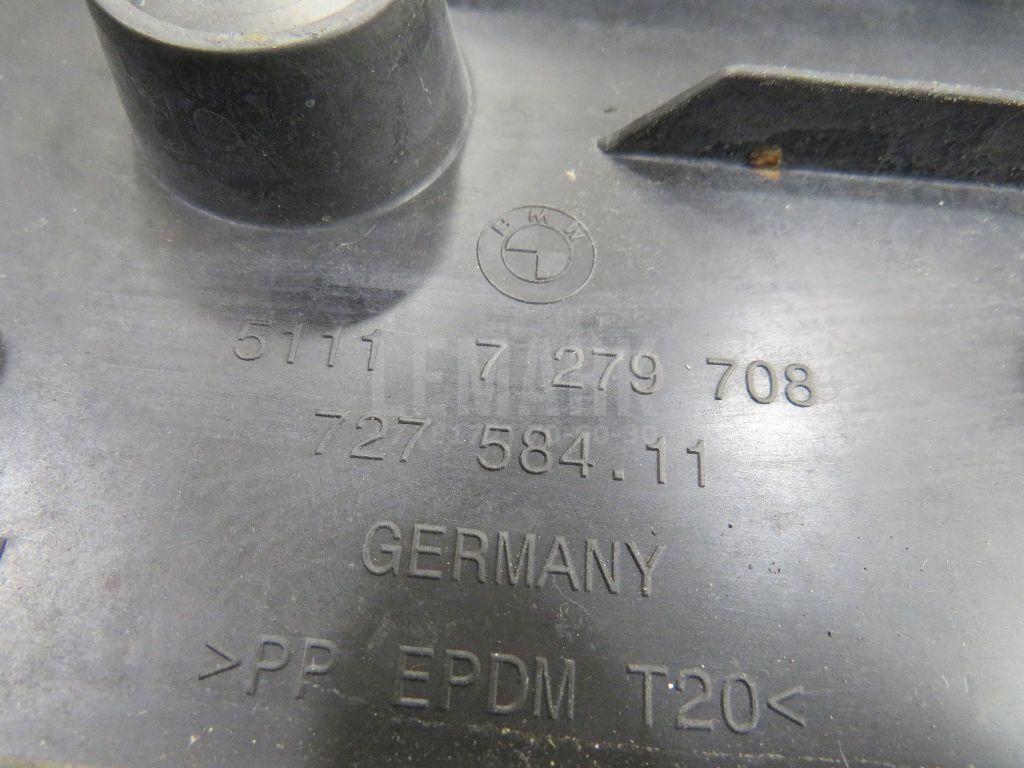 BMW
5111 7 279 708
727 584.11
GERMANY
>PP EPDM T20<